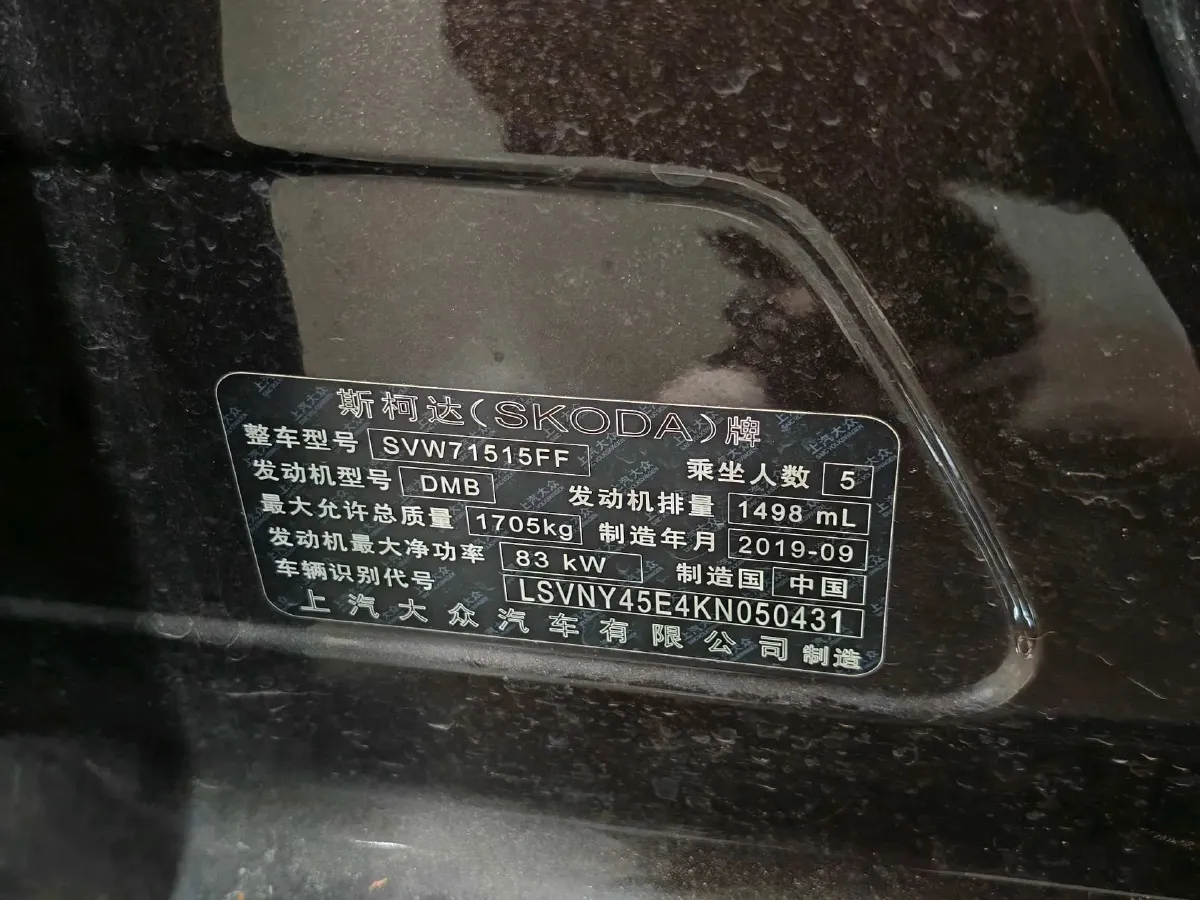 斯柯达(SKODA)牌
整车型号 SVW71515FF 乘坐人数 5
发动机型号 DMB 发动机排量 1498 mL
最大允许总质量 1705kg 制造年月 2019-09
发动机最大净功率 83 kW 制造国 中国
车辆识别代号 LSVNY45E4KN050431
上汽大众汽车有限公司 制造